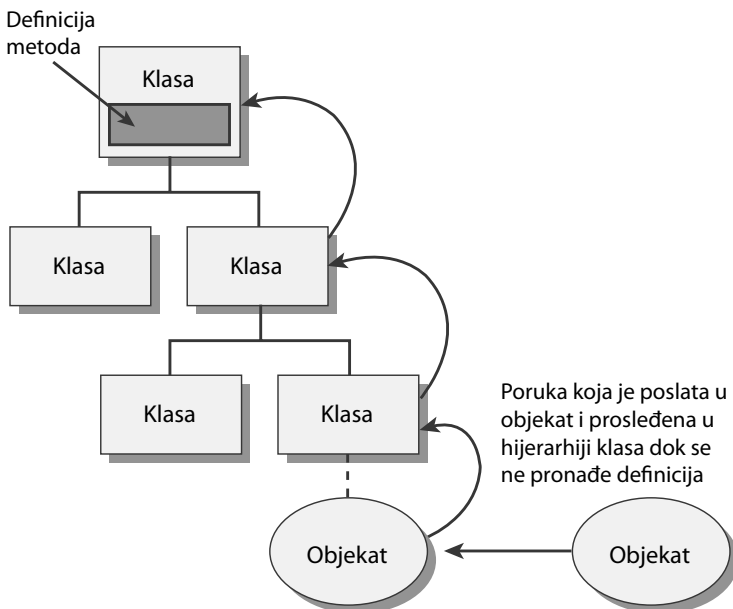 Definicija
metoda
Klasa
Klasa
Klasa
Klasa
Klasa
Poruka koja je poslata u
objekat i prosleđena u
hijerarhiji klasa dok se
ne pronađe definicija
Objekat
Objekat